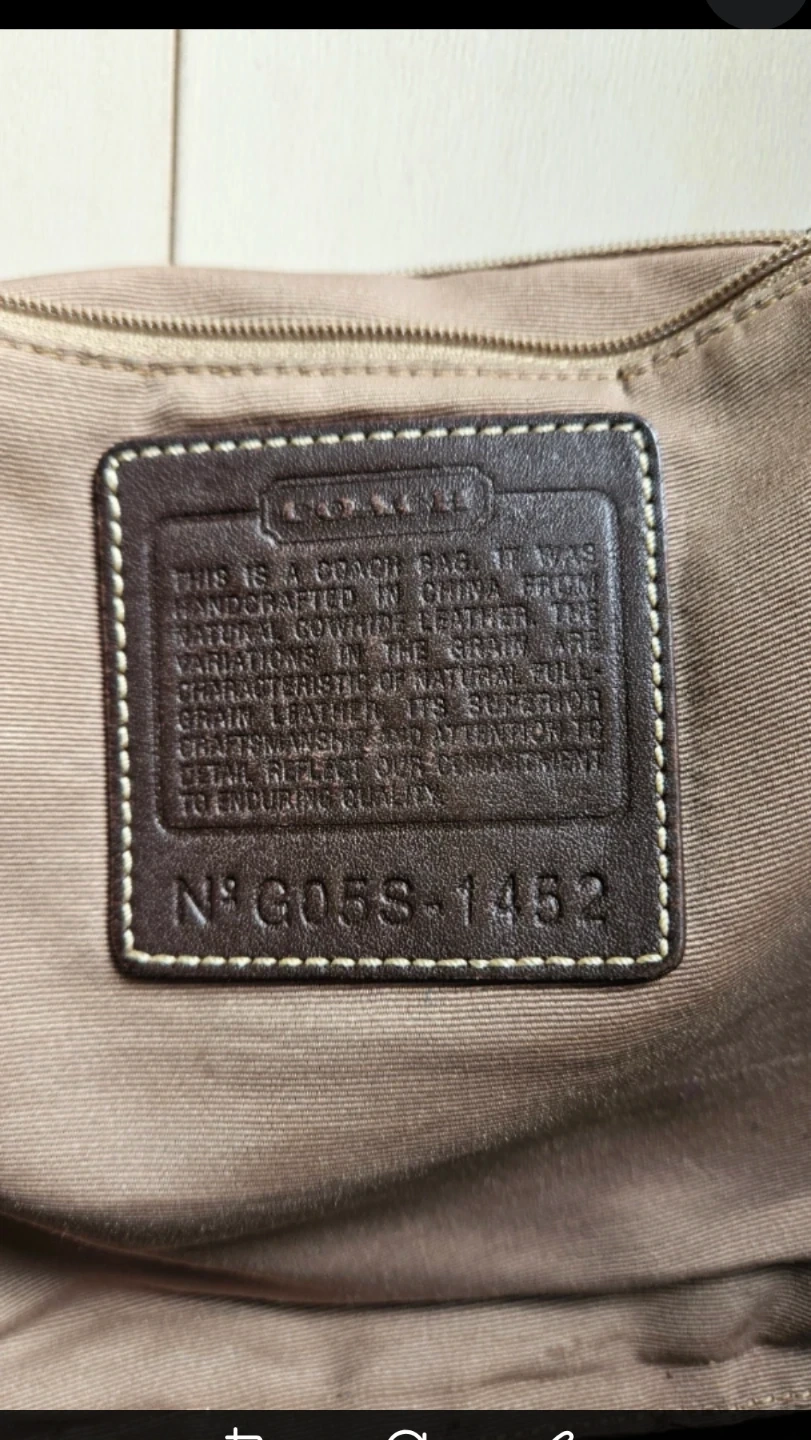 COACH
THIS IS A COACH BAG. IT WAS
HANDCRAFTED IN CHINA FROM
NATURAL COWHIDE LEATHER. THE
VARIATIONS IN THE GRAIN ARE
CHARACTERISTIC OF NATURAL FULL-
GRAIN LEATHER. ITS SUPERIOR
CRAFTSMANSHIP AND ATTENTION TO
DETAIL REFLECT OUR COMMITMENT
TO ENDURING QUALITY.
Nº G05S-1452